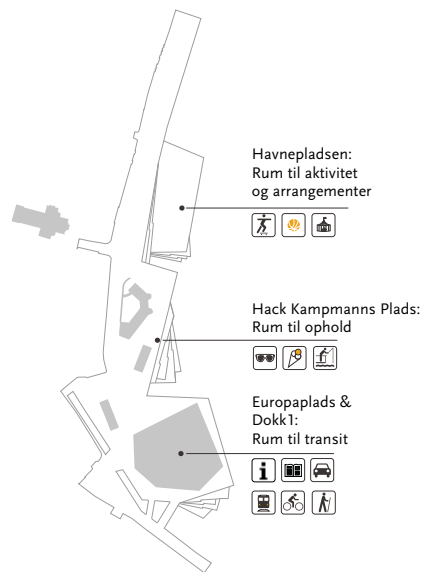 Havnepladsen:
Rum til aktivitet
og arrangementer
Hack Kampmanns Plads:
Rum til ophold
Europaplads &
Dokk1:
Rum til transit